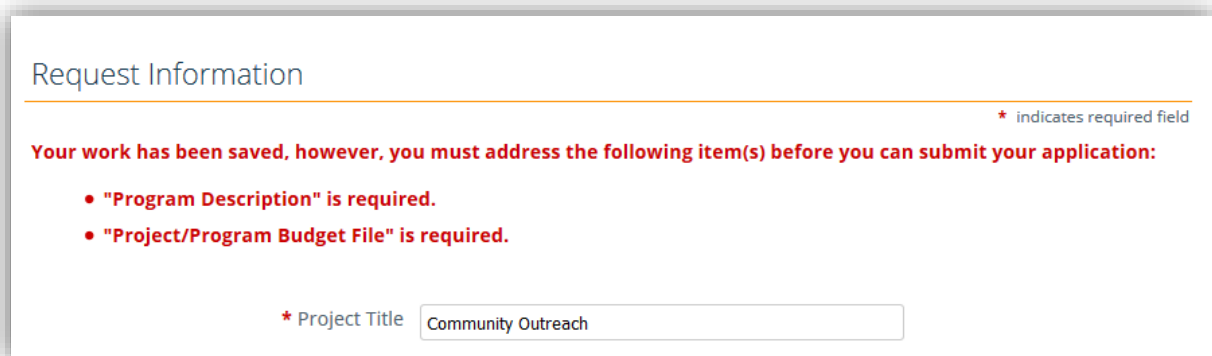 Request Information
* indicates required field
Your work has been saved, however, you must address the following item(s) before you can submit your application:
• "Program Description" is required.
• "Project/Program Budget File" is required.
* Project Title Community Outreach